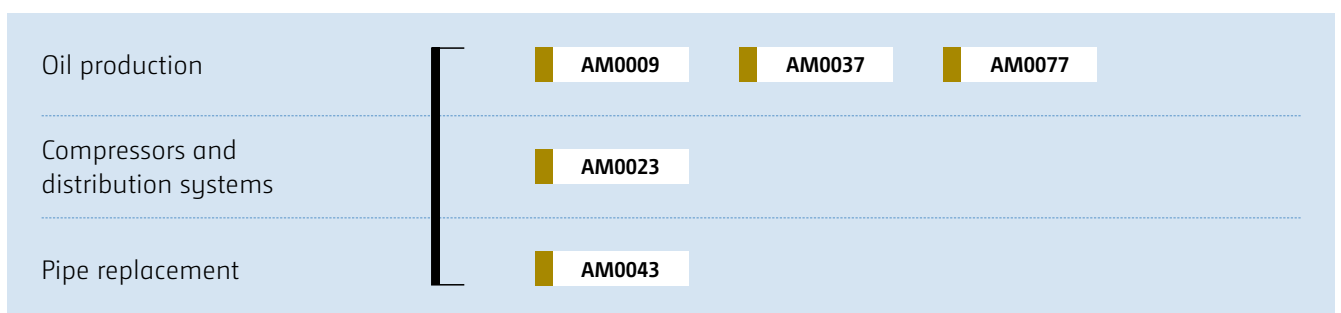 Oil production
AM0009 AM0037 AM0077
Compressors and
distribution systems
AM0023
Pipe replacement
AM0043